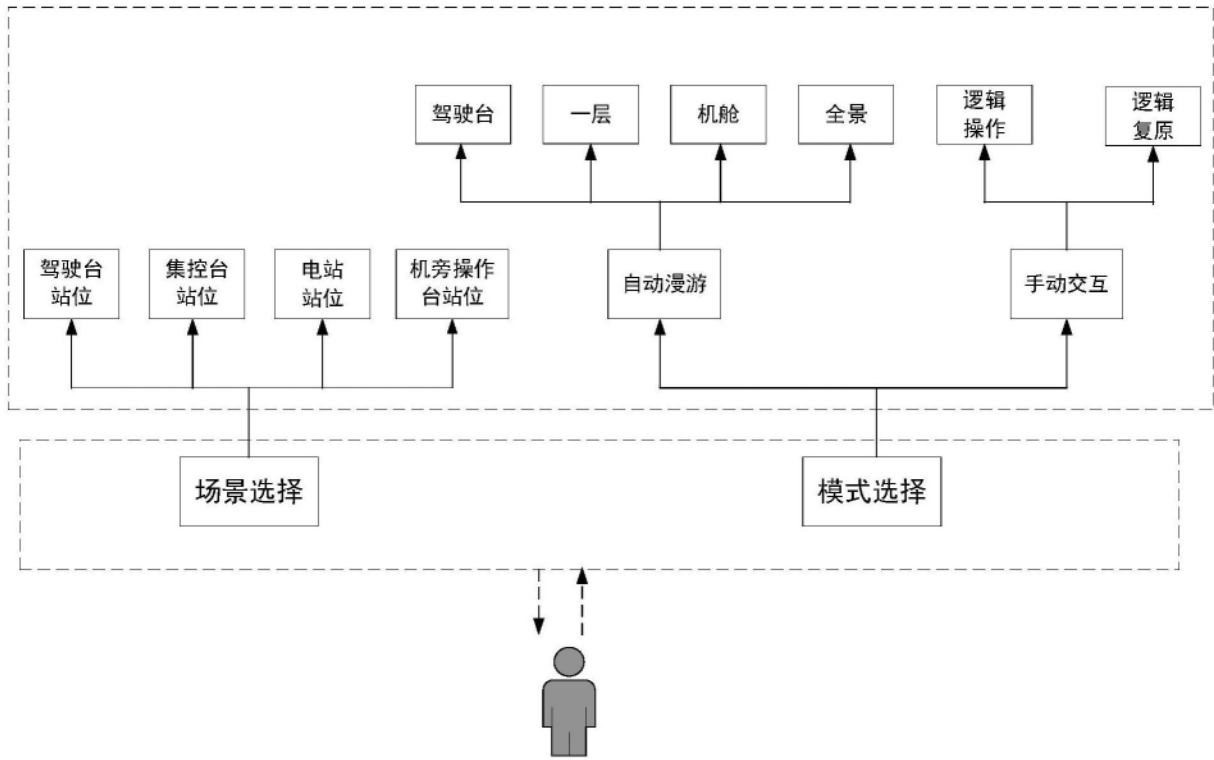 驾驶台
一层
机舱
全景
逻辑
操作
逻辑
复原
驾驶台
站位
集控台
站位
电站
站位
机旁操作
台站位
自动漫游
手动交互
场景选择
模式选择